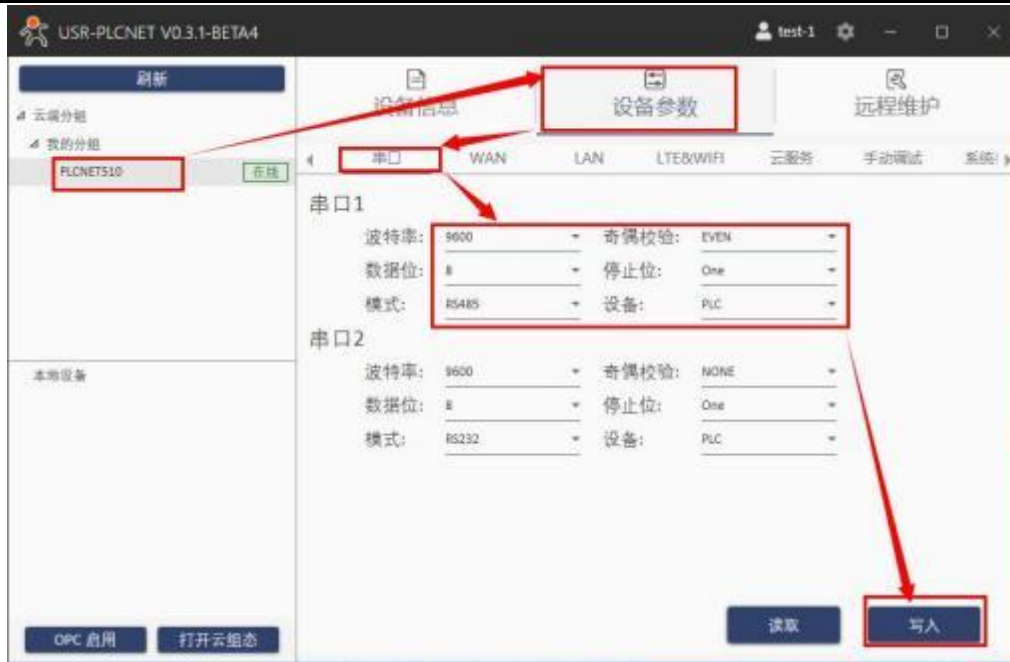 USR-PLCNET V0.3.1-BETA4
test-1
刷新
云端分组
我的分组
PLCNET510
在线
本地设备
OPC 启用
打开云组态
设备信息
设备参数
远程维护
串口
WAN
LAN
LTE&WIFI
云服务
手动调试
串口1
波特率: 9600 奇偶校验: EVEN
数据位: 8 停止位: One
模式: RS485 设备: PLC
串口2
波特率: 9600 奇偶校验: NONE
数据位: 8 停止位: One
模式: RS232 设备: PLC
读取
写入